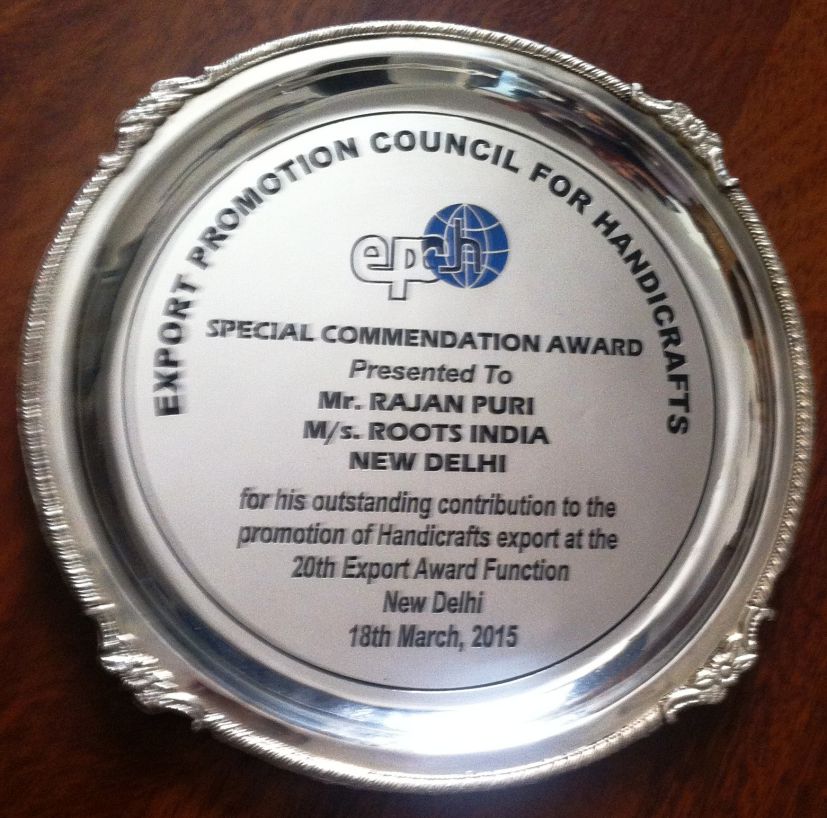 EXPORT PROMOTION COUNCIL FOR HANDICRAFTS
epch
SPECIAL COMMENDATION AWARD
Presented To
Mr. RAJAN PURI
M/s. ROOTS INDIA
NEW DELHI
for his outstanding contribution to the
promotion of Handicrafts export at the
20th Export Award Function
New Delhi
18th March, 2015